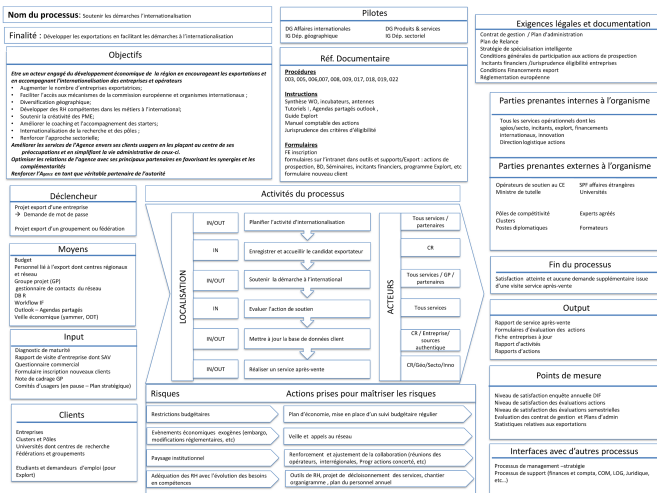 Nom du processus: Soutenir les démarches l'internationalisation
Finalité : Développer les exportations en facilitant les démarches à l'internationalisation
Pilotes
DG Affaires internationales
IG Dép. géographique
DG Produits & services
IG Dép. sectoriel
Exigences légales et documentation
Contrat de gestion / Plan d'administration
Plan de Relance
Stratégie de spécialisation intelligente
Conditions générales de participation aux actions de prospection
Incitants financiers /Jurisprudence éligibilité entreprises
Conditions Financements export
Réglementation européenne
Objectifs
Etre un acteur engagé du développement économique de la région en encourageant les exportations et
en accompagnant l'internationalisation des entreprises et opérateurs
• Augmenter le nombre d'entreprises exportatrices;
• Faciliter l'accès aux mécanismes de la commission européenne et organismes internationaux ;
• Diversification géographique;
• Développer des RH compétentes dans les métiers à l'international;
• Soutenir la créativité des PME;
• Améliorer le coaching et l'accompagnement des starters;
• Internationalisation de la recherche et des pôles ;
• Renforcer l'approche sectorielle;
Améliorer les services de l'Agence envers ses clients usagers en les plaçant au centre de ses
préoccupations et en simplifiant la vie administrative de ceux-ci.
Optimiser les relations de l'agence avec ses principaux partenaires en favorisant les synergies et les
complémentarités
Renforcer l'Agence en tant que véritable partenaire de l'autorité
Réf. Documentaire
Procédures
003, 005, 006,007, 008, 009, 017, 018, 019, 022
Instructions
Synthèse WD, incubateurs, antennes
Tutoriels !, Agendas partagés outlook ,
Guide Explort
Manuel comptable des actions
Jurisprudence des critères d'éligibilité
Formulaires
FE inscription
formulaires sur l'intranet dans outils et supports/Export : actions de
prospection, BD, Séminaires, incitants financiers, programme Explort, etc
formulaire nouveau client
Parties prenantes internes à l'organisme
Tous les services opérationnels dont les
sgéos/secto, incitants, explort, financements
internationaux, innovation
Direction logistique actions
Parties prenantes externes à l'organisme
Opérateurs de soutien au CE
Ministre de tutelle
SPF affaires étrangères
Universités
Pôles de compétitivité
Clusters
Postes diplomatiques
Experts agréés
Formateurs
Déclencheur
Projet export d'une entreprise
→ Demande de mot de passe
Projet export d'un groupement ou fédération
Moyens
Budget
Personnel lié à l'export dont centres régionaux
et réseau
Groupe projet (GP)
gestionnaire de contacts du réseau
DB R
Workflow IF
Outlook – Agendas partagés
Veille économique (yammer, ODT)
Input
Diagnostic de maturité
Rapport de visite d'entreprise dont SAV
Questionnaire commercial
Formulaire inscription nouveaux clients
Note de cadrage GP
Comités d'usagers (en pause – Plan stratégique)
Clients
Entreprises
Clusters et Pôles
Universités dont centres de recherche
Fédérations et groupements
Etudiants et demandeurs d'emploi (pour
Explort)
Activités du processus
LOCALISATION
ACTEURS
IN/OUT
Planifier l'activité d'internationalisation
Tous services /
partenaires
IN
Enregistrer et accueillir le candidat exportateur
CR
IN/OUT
Soutenir la démarche à l'international
Tous services / GP /
partenaires
IN
Evaluer l'action de soutien
Tous services
IN/OUT
Mettre à jour la base de données client
CR / Entreprise/
sources
authentique
IN/OUT
Réaliser un service après-vente
CR/Géo/Secto/Inno
Risques
Actions prises pour maîtriser les risques
Restrictions budgétaires
Plan d'économie, mise en place d'un suivi budgétaire régulier
Evènements économiques exogènes (embargo,
modifications réglementaires, etc)
Veille et appels au réseau
Paysage institutionnel
Renforcement et ajustement de la collaboration (réunions des
opérateurs, interrégionales, Progr actions concerté, etc)
Adéquation des RH avec l'évolution des besoins
en compétences
Outils de RH, projet de décloisonnement des services, chantier
organigramme , plan du personnel annuel
Fin du processus
Satisfaction atteinte et aucune demande supplémentaire issue
d'une visite service après-vente
Output
Rapport de service après-vente
Formulaires d'évaluation des actions
Fiche entreprises à jour
Rapport d'activités
Rapports d'actions
Points de mesure
Niveau de satisfaction enquête annuelle DIF
Niveau de satisfaction des évaluations actions
Niveau de satisfaction des évaluations semestrielles
Evaluation des contrat de gestion et Plans d'admin
Statistiques relatives aux exportations
Interfaces avec d'autres processus
Processus de management –stratégie
Processus de support (finances et compta, COM, LOG, Juridique,
etc…)